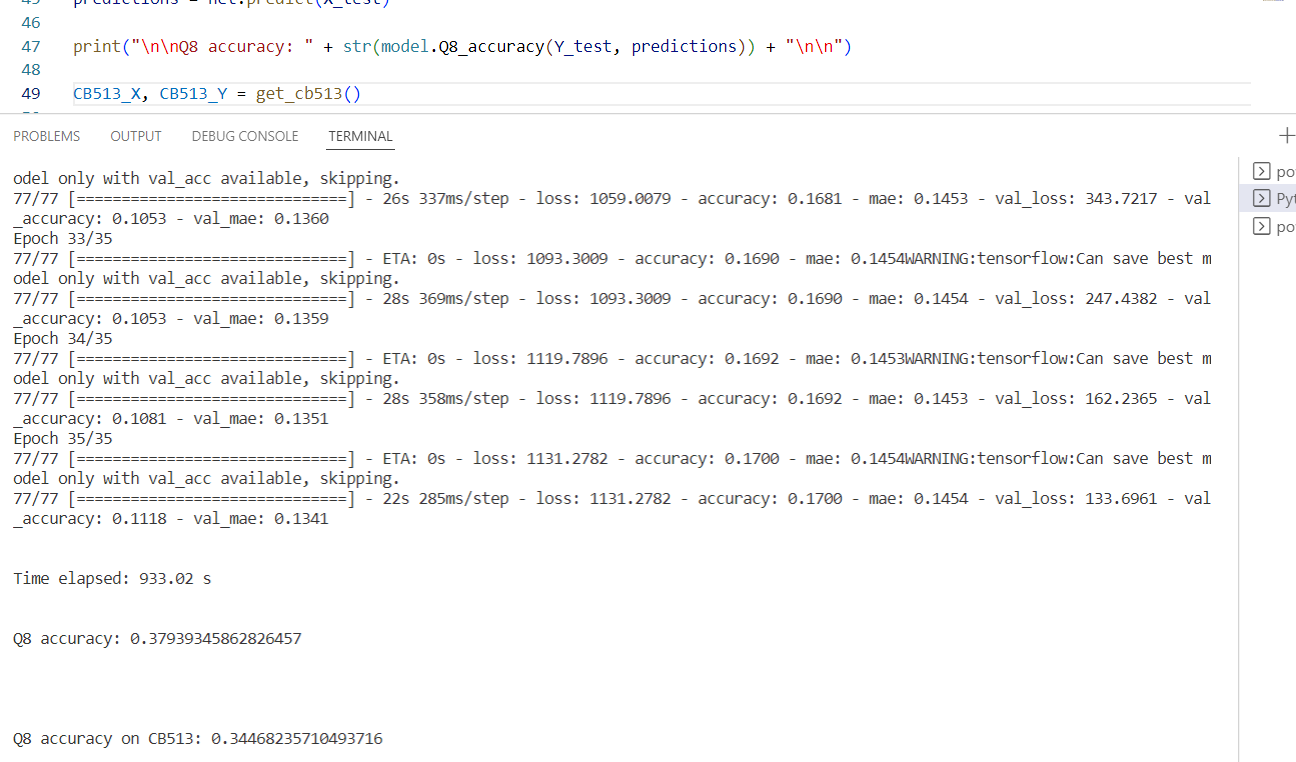 45 predictions = net.predict(X_test)
46
47 print("\n\nQ8 accuracy: " + str(model.Q8_accuracy(Y_test, predictions)) + "\n\n")
48
49 CB513_X, CB513_Y = get_cb513()
PROBLEMS OUTPUT DEBUG CONSOLE TERMINAL
odel only with val_acc available, skipping.
77/77 [==============================] - 26s 337ms/step - loss: 1059.0079 - accuracy: 0.1681 - mae: 0.1453 - val_loss: 343.7217 - val
_accuracy: 0.1053 - val_mae: 0.1360
Epoch 33/35
77/77 [==============================] - ETA: 0s - loss: 1093.3009 - accuracy: 0.1690 - mae: 0.1454WARNING:tensorflow:Can save best m
odel only with val_acc available, skipping.
77/77 [==============================] - 28s 369ms/step - loss: 1093.3009 - accuracy: 0.1690 - mae: 0.1454 - val_loss: 247.4382 - val
_accuracy: 0.1053 - val_mae: 0.1359
Epoch 34/35
77/77 [==============================] - ETA: 0s - loss: 1119.7896 - accuracy: 0.1692 - mae: 0.1453WARNING:tensorflow:Can save best m
odel only with val_acc available, skipping.
77/77 [==============================] - 28s 358ms/step - loss: 1119.7896 - accuracy: 0.1692 - mae: 0.1453 - val_loss: 162.2365 - val
_accuracy: 0.1081 - val_mae: 0.1351
Epoch 35/35
77/77 [==============================] - ETA: 0s - loss: 1131.2782 - accuracy: 0.1700 - mae: 0.1454WARNING:tensorflow:Can save best m
odel only with val_acc available, skipping.
77/77 [==============================] - 22s 285ms/step - loss: 1131.2782 - accuracy: 0.1700 - mae: 0.1454 - val_loss: 133.6961 - val
_accuracy: 0.1118 - val_mae: 0.1341
Time elapsed: 933.02 s
Q8 accuracy: 0.37939345862826457
Q8 accuracy on CB513: 0.34468235710493716
po
Pyt
po